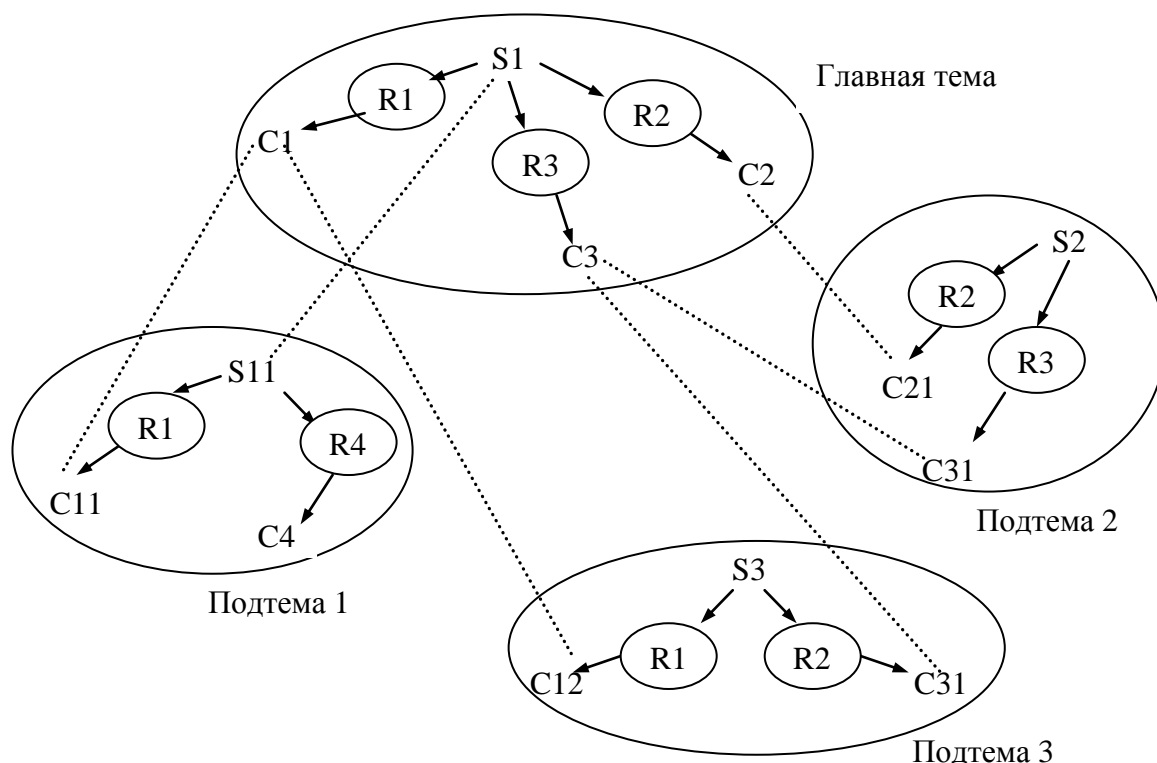 S1
Главная тема
R1
R2
C1
R3
C2
C3
S2
R2
R3
C21
C31
Подтема 2
S11
R1
R4
C11
C4
Подтема 1
S3
R1
R2
C12
C31
Подтема 3